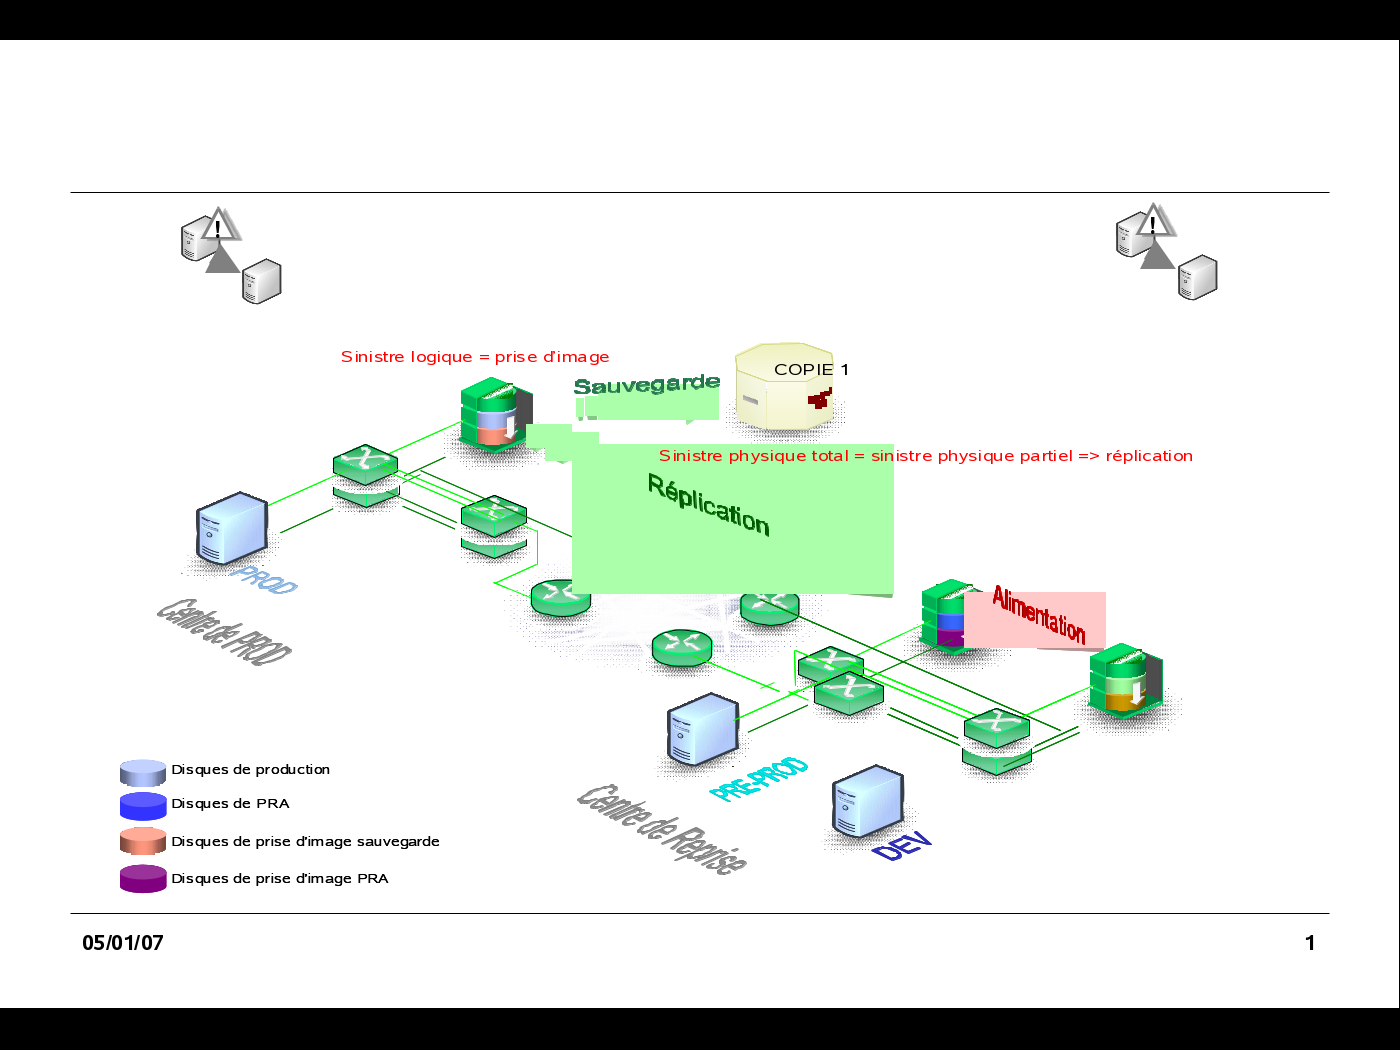 !
!
Sinistre logique = prise d'image
Sauvegarde
COPIE 1
Sinistre physique total = sinistre physique partiel => réplication
Réplication
PROD
Centre de PROD
Alimentation
PRE-PROD
Centre de Reprise
DEV
Disques de production
Disques de PRA
Disques de prise d'image sauvegarde
Disques de prise d'image PRA
05/01/07
1